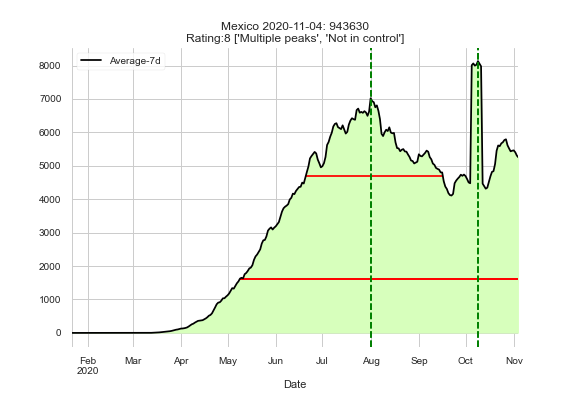 Mexico 2020-11-04: 943630
Rating:8 ['Multiple peaks', 'Not in control']
Average-7d
8000
7000
6000
5000
4000
3000
2000
1000
0
Feb Mar Apr May Jun Jul Aug Sep Oct Nov
2020
Date